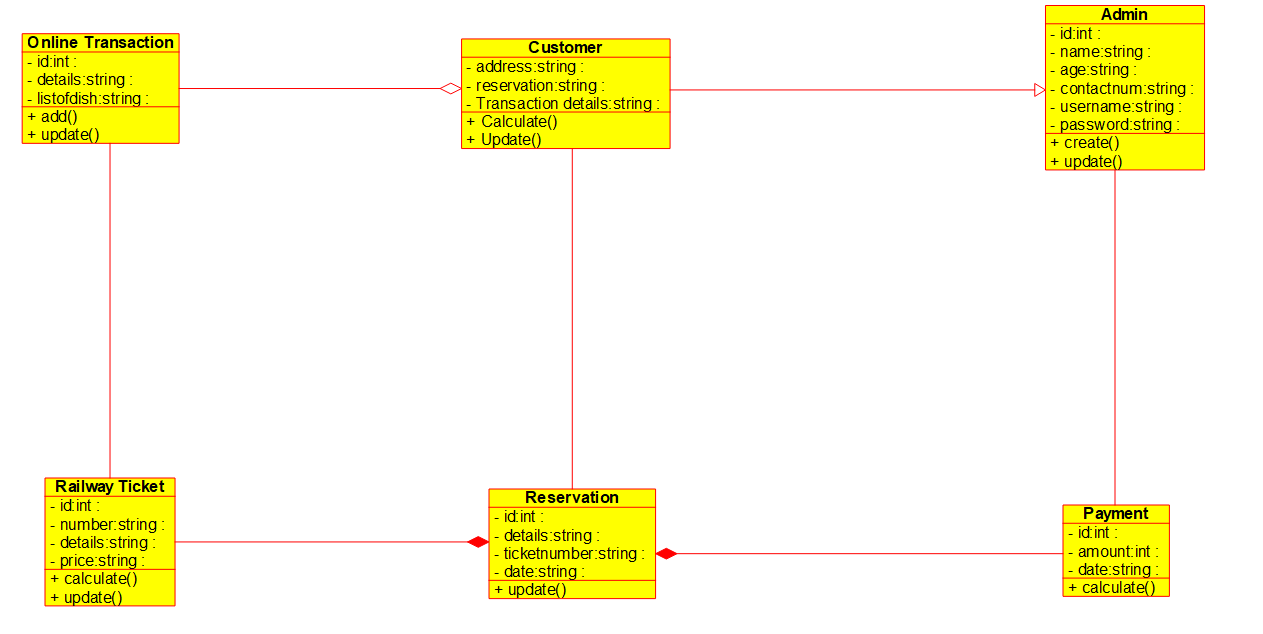 Online Transaction
- id:int :
- details:string :
- listofdish:string :
+ add()
+ update()
Customer
- address:string :
- reservation:string :
- Transaction details:string :
+ Calculate()
+ Update()
Admin
- id:int :
- name:string :
- age:string :
- contactnum:string :
- username:string :
- password:string :
+ create()
+ update()
Railway Ticket
- id:int :
- number:string :
- details:string :
- price:string :
+ calculate()
+ update()
Reservation
- id:int :
- details:string :
- ticketnumber:string :
- date:string :
+ update()
Payment
- id:int :
- amount:int :
- date:string :
+ calculate()